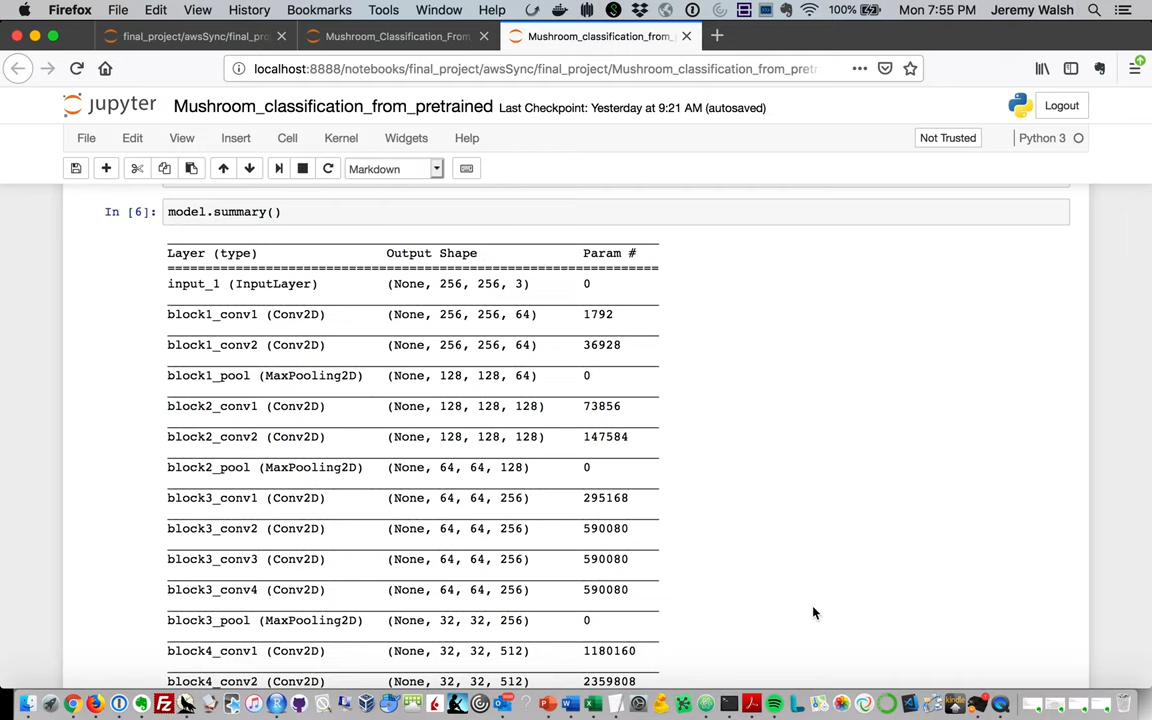 Firefox File Edit View History Bookmarks Tools Window Help 100% Mon 7:55 PM Jeremy Walsh
final_project/awsSync/final_pro Mushroom_Classification_From_ Mushroom_classification_from_
localhost:8888/notebooks/final_project/awsSync/final_project/Mushroom_classification_from_pretr
jupyter Mushroom_classification_from_pretrained Last Checkpoint: Yesterday at 9:21 AM (autosaved) Logout
File Edit View Insert Cell Kernel Widgets Help Not Trusted Python 3
Markdown
In [6]: model.summary()
Layer (type) Output Shape Param #
=================================================================
input_1 (InputLayer) (None, 256, 256, 3) 0
block1_conv1 (Conv2D) (None, 256, 256, 64) 1792
block1_conv2 (Conv2D) (None, 256, 256, 64) 36928
block1_pool (MaxPooling2D) (None, 128, 128, 64) 0
block2_conv1 (Conv2D) (None, 128, 128, 128) 73856
block2_conv2 (Conv2D) (None, 128, 128, 128) 147584
block2_pool (MaxPooling2D) (None, 64, 64, 128) 0
block3_conv1 (Conv2D) (None, 64, 64, 256) 295168
block3_conv2 (Conv2D) (None, 64, 64, 256) 590080
block3_conv3 (Conv2D) (None, 64, 64, 256) 590080
block3_conv4 (Conv2D) (None, 64, 64, 256) 590080
block3_pool (MaxPooling2D) (None, 32, 32, 256) 0
block4_conv1 (Conv2D) (None, 32, 32, 512) 1180160
block4_conv2 (Conv2D) (None, 32, 32, 512) 2359808